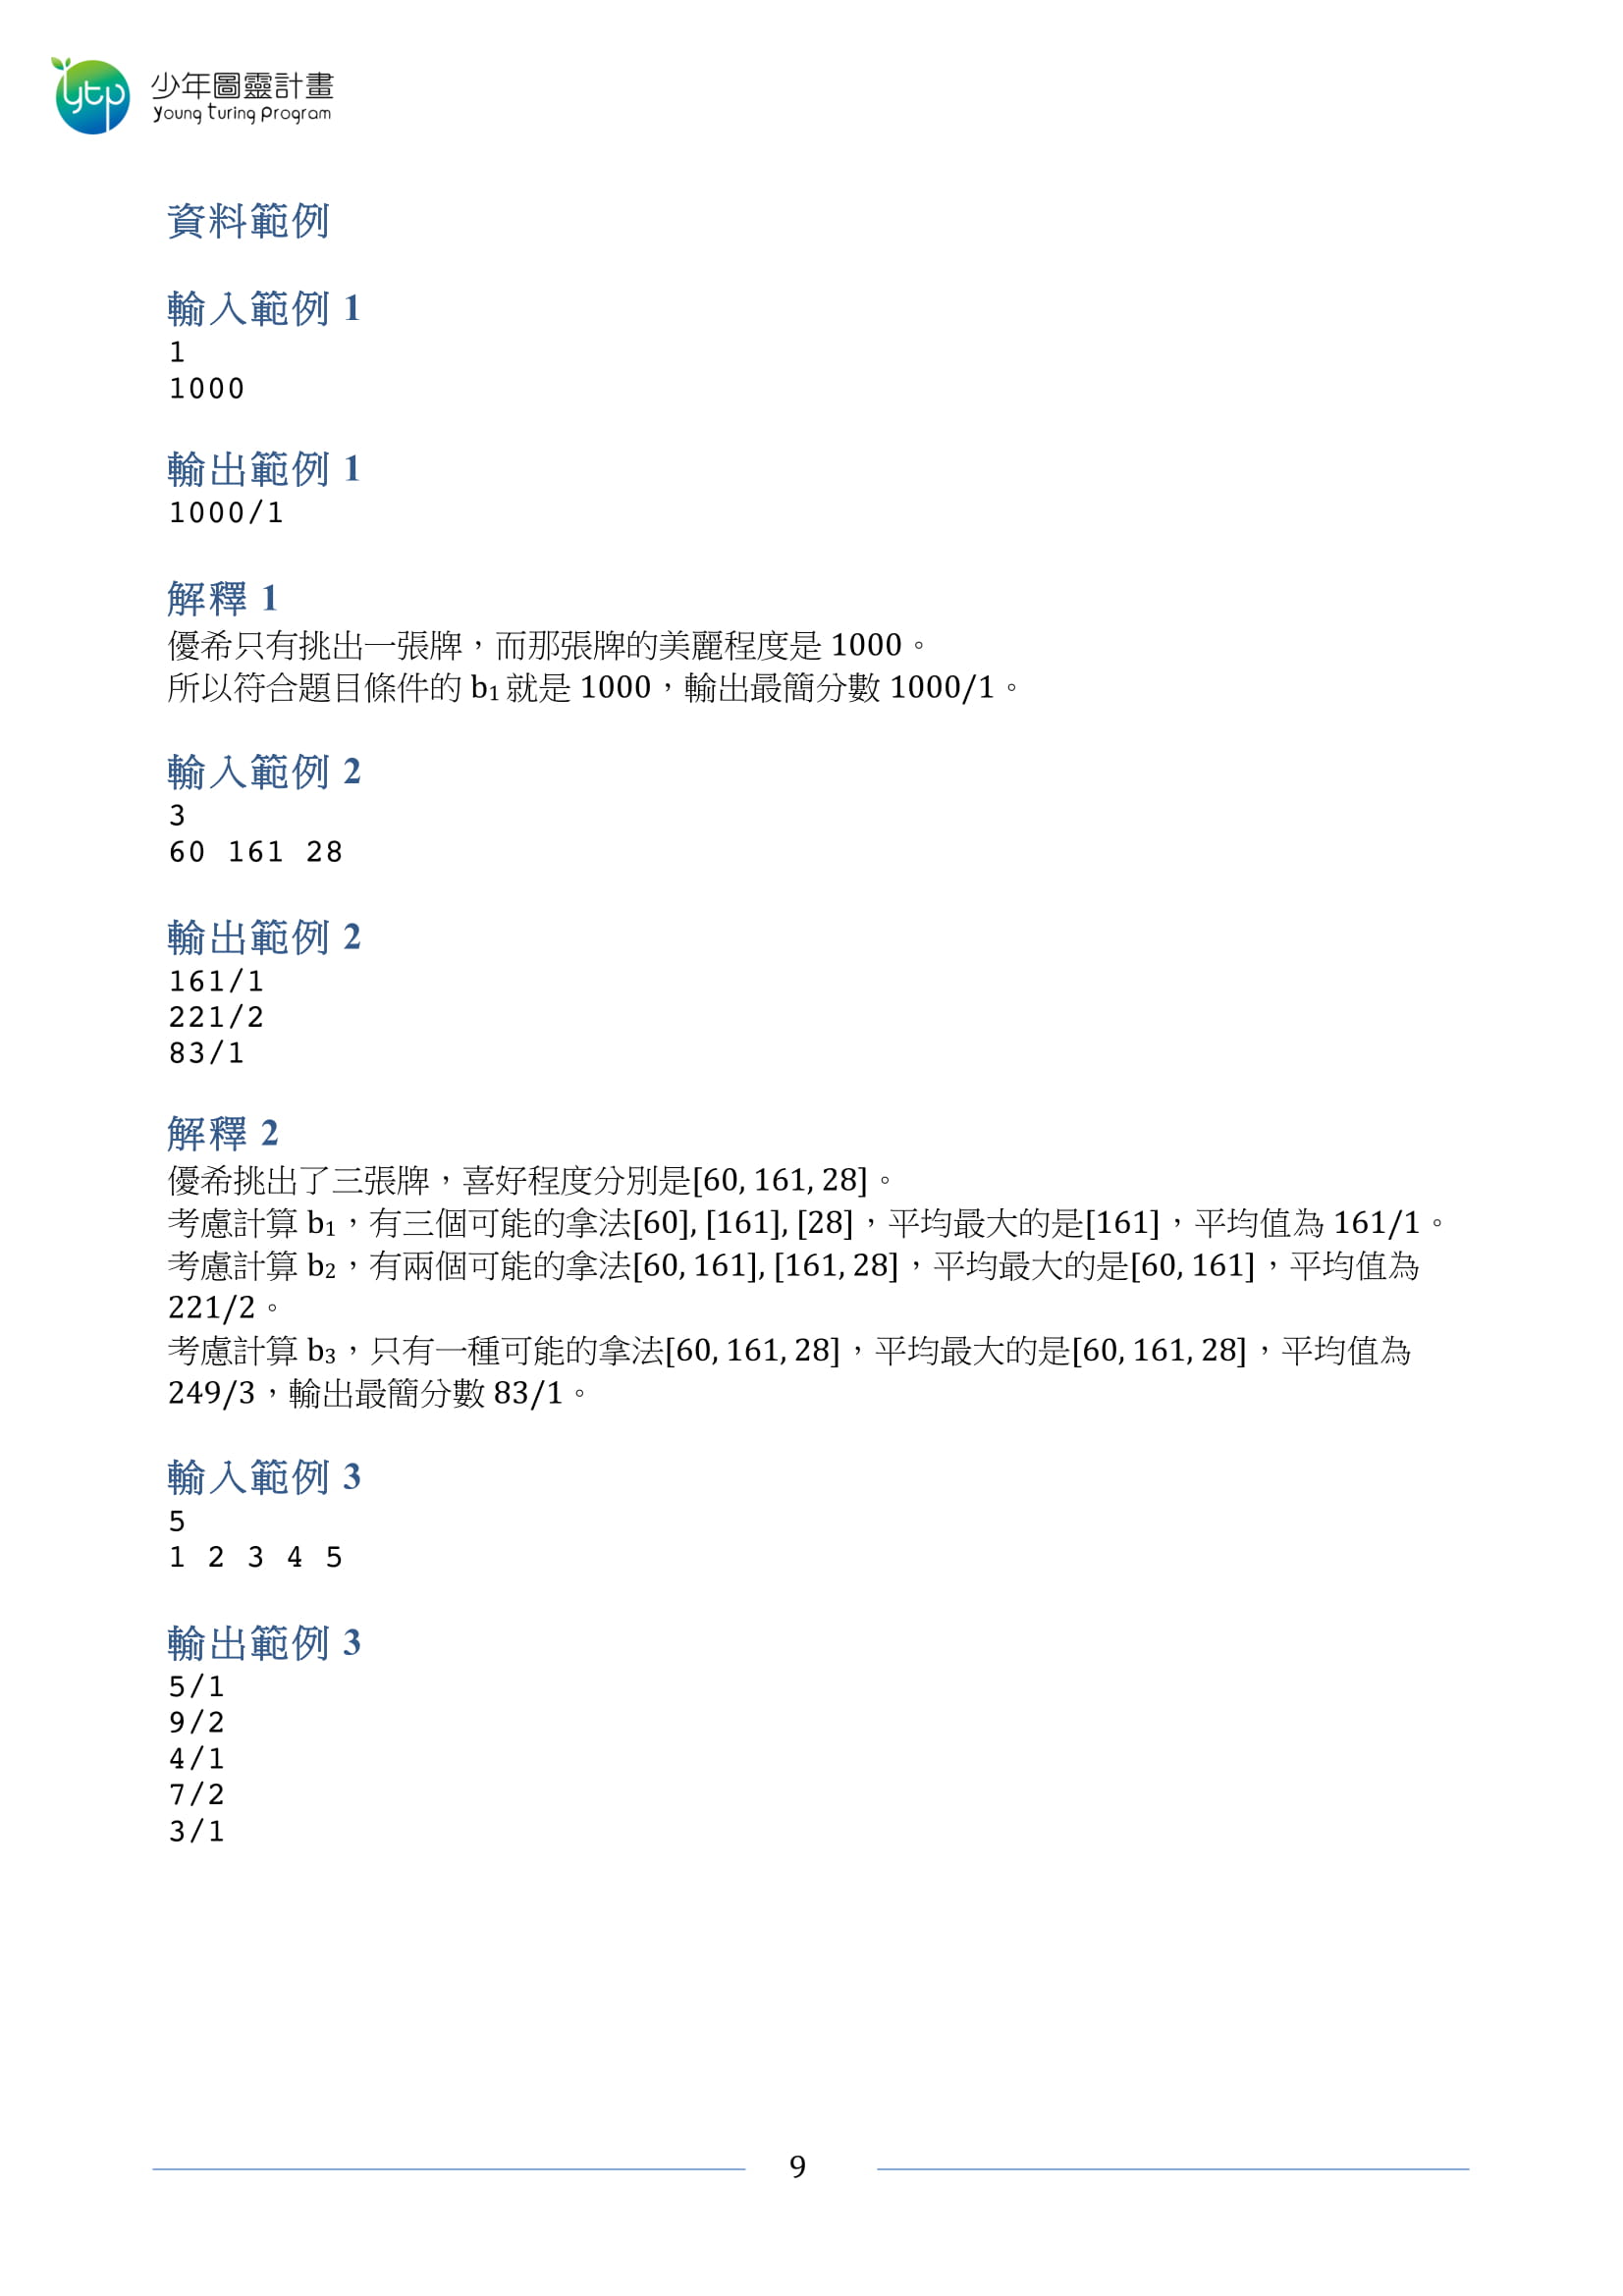 ytp
少年圖靈計畫
Young Turing Program
資料範例
輸入範例 1
1
1000
輸出範例 1
1000/1
解釋 1
優希只有挑出一張牌，而那張牌的美麗程度是 1000。
所以符合題目條件的 b₁ 就是 1000，輸出最簡分數 1000/1。
輸入範例 2
3
60 161 28
輸出範例 2
161/1
221/2
83/1
解釋 2
優希挑出了三張牌，喜好程度分別是[60, 161, 28]。
考慮計算 b₁，有三個可能的拿法[60], [161], [28]，平均最大的是[161]，平均值為 161/1。
考慮計算 b₂，有兩個可能的拿法[60, 161], [161, 28]，平均最大的是[60, 161]，平均值為
221/2。
考慮計算 b₃，只有一種可能的拿法[60, 161, 28]，平均最大的是[60, 161, 28]，平均值為
249/3，輸出最簡分數 83/1。
輸入範例 3
5
1 2 3 4 5
輸出範例 3
5/1
9/2
4/1
7/2
3/1
9